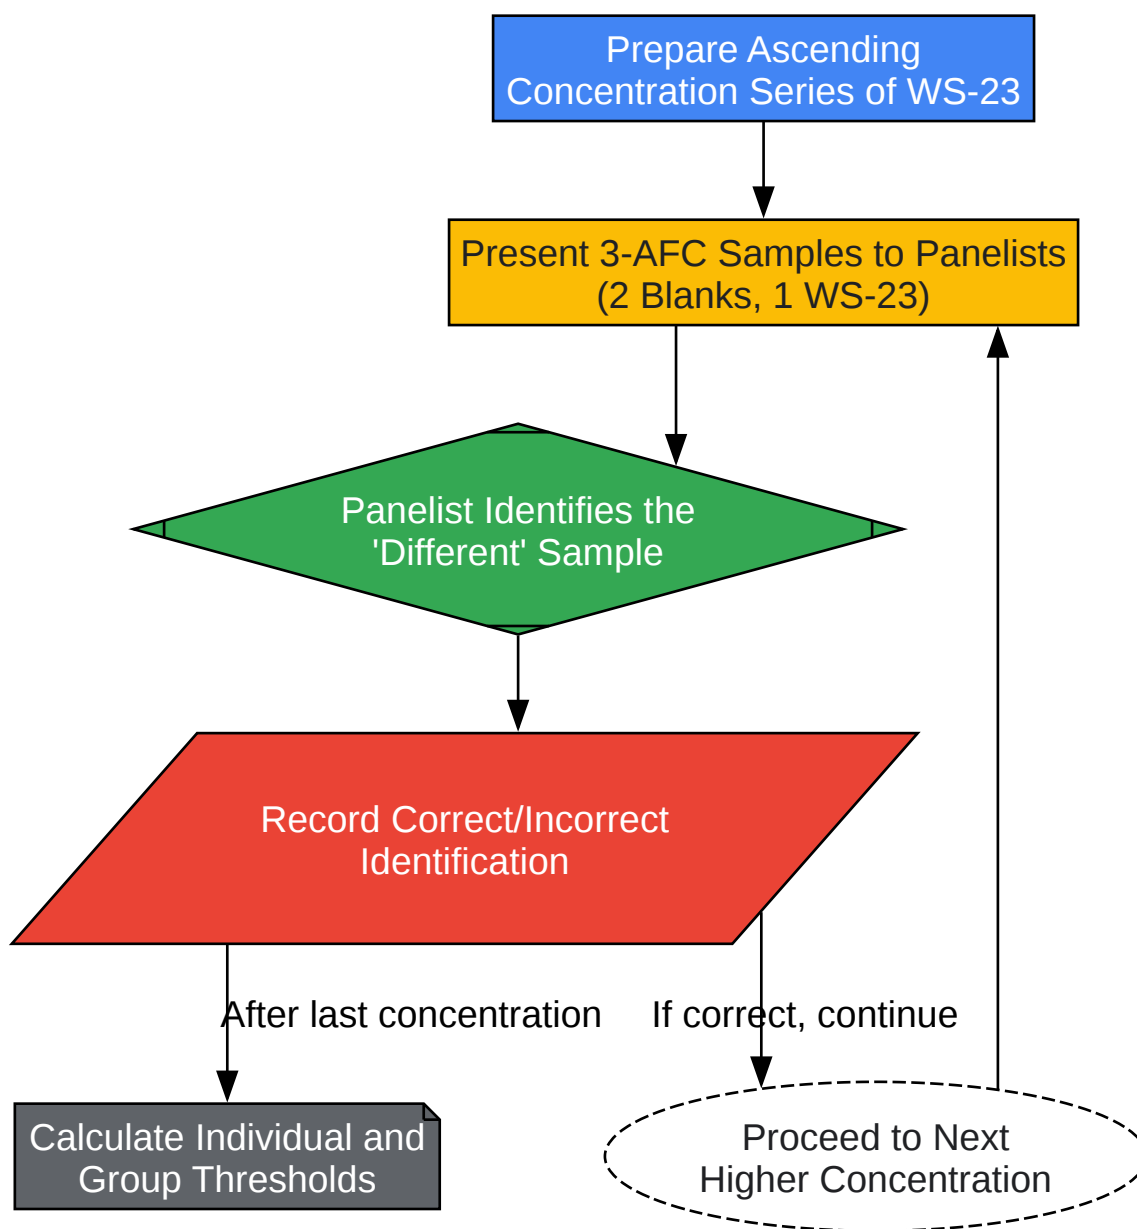 Prepare Ascending
Concentration Series of WS-23
Present 3-AFC Samples to Panelists
(2 Blanks, 1 WS-23)
Panelist Identifies the
'Different' Sample
Record Correct/Incorrect
Identification
After last concentration
If correct, continue
Calculate Individual and
Group Thresholds
Proceed to Next
Higher Concentration